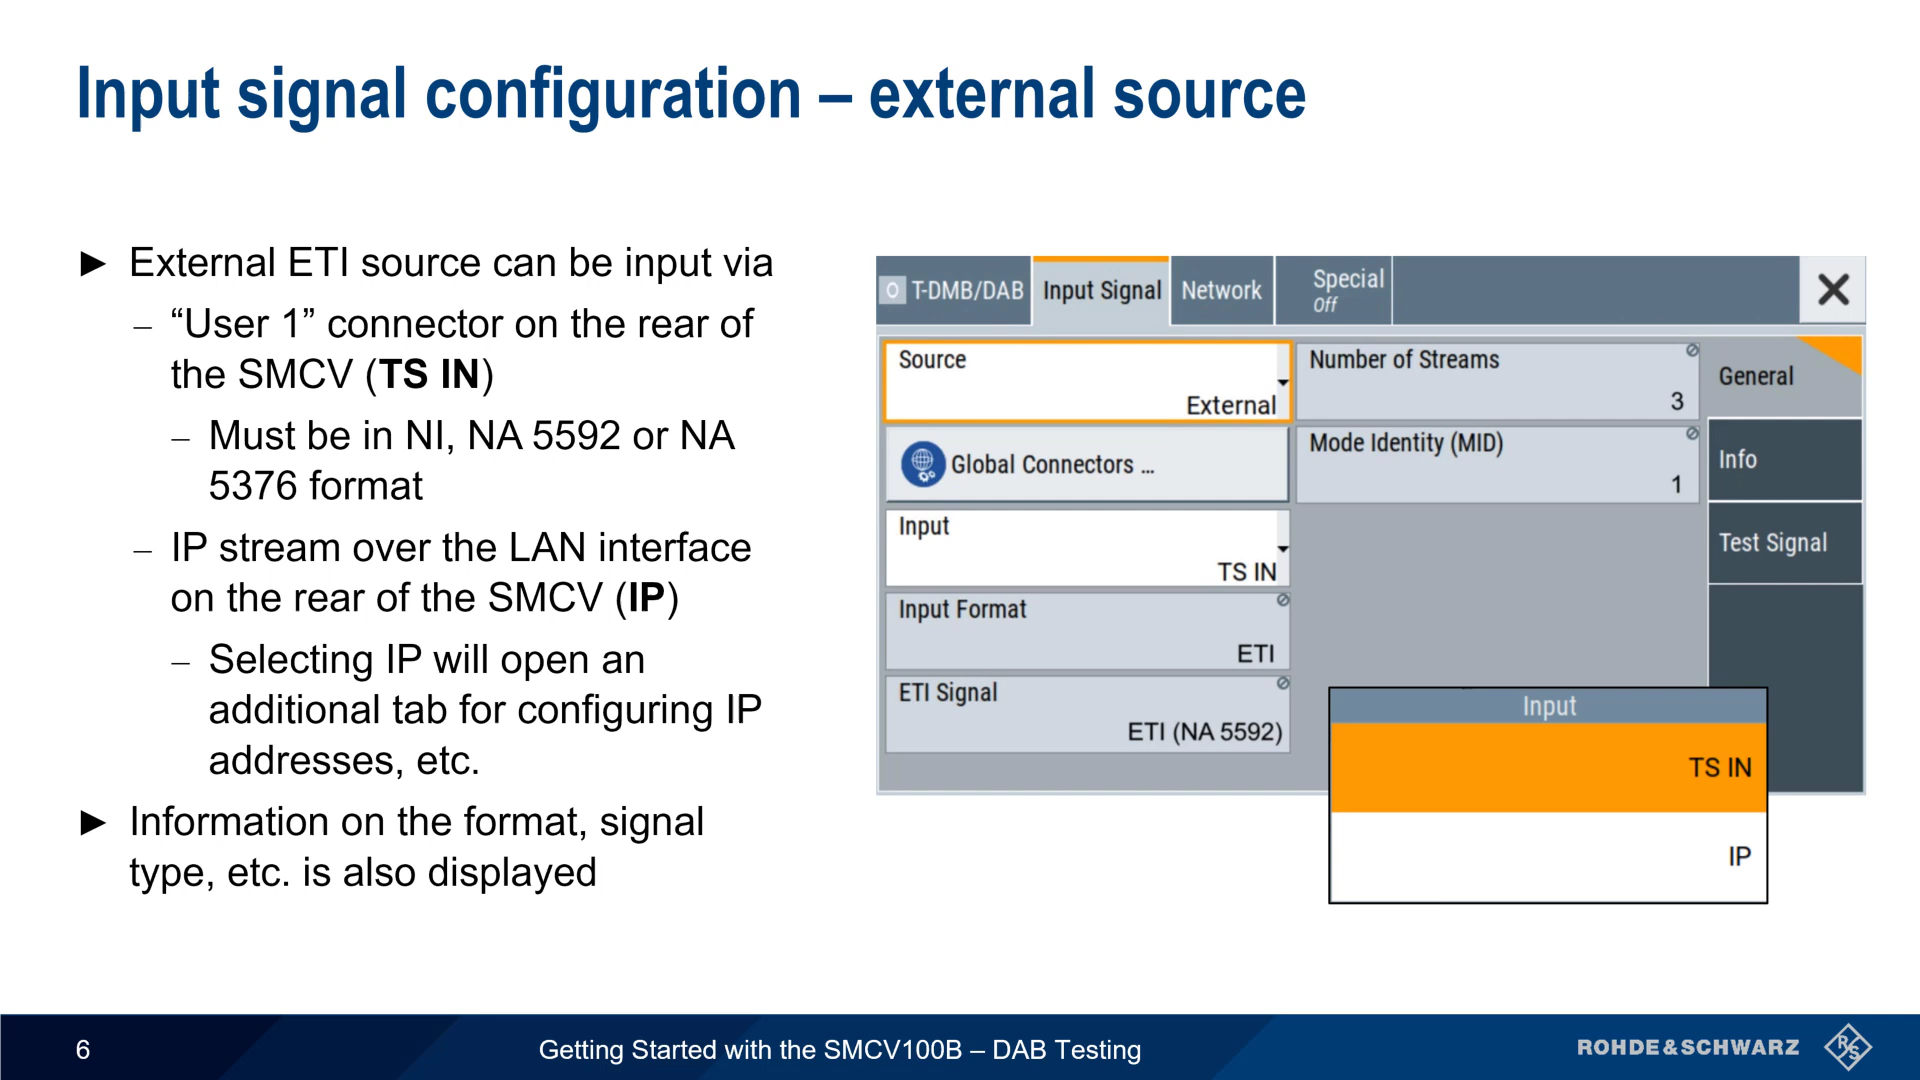 Input signal configuration – external source
► External ETI source can be input via
– “User 1” connector on the rear of
the SMCV (TS IN)
– Must be in NI, NA 5592 or NA
5376 format
– IP stream over the LAN interface
on the rear of the SMCV (IP)
– Selecting IP will open an
additional tab for configuring IP
addresses, etc.
► Information on the format, signal
type, etc. is also displayed
T-DMB/DAB
Input Signal
Network
Special
Off
Source
External
Global Connectors ...
Input
TS IN
Input Format
ETI
ETI Signal
ETI (NA 5592)
Number of Streams
3
Mode Identity (MID)
1
General
Info
Test Signal
Input
TS IN
IP
6
Getting Started with the SMCV100B – DAB Testing
ROHDE&SCHWARZ
R&S